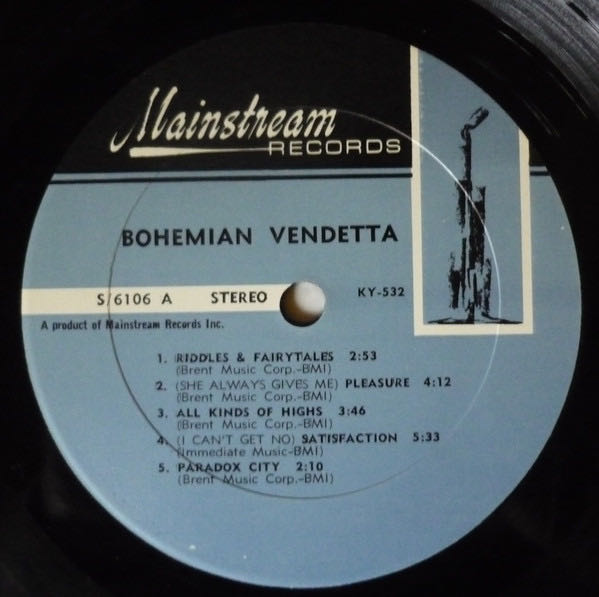 Mainstream
RECORDS
BOHEMIAN VENDETTA
S/6106 A STEREO KY-532
A product of Mainstream Records Inc.
1. RIDDLES & FAIRYTALES 2:53
(Brent Music Corp.-BMI)
2. (SHE ALWAYS GIVES ME) PLEASURE 4:12
(Brent Music Corp.-BMI)
3. ALL KINDS OF HIGHS 3:46
(Brent Music Corp.-BMI)
4. (I CAN'T GET NO) SATISFACTION 5:33
(Immediate Music-BMI)
5. PARADOX CITY 2:10
(Brent Music Corp.-BMI)